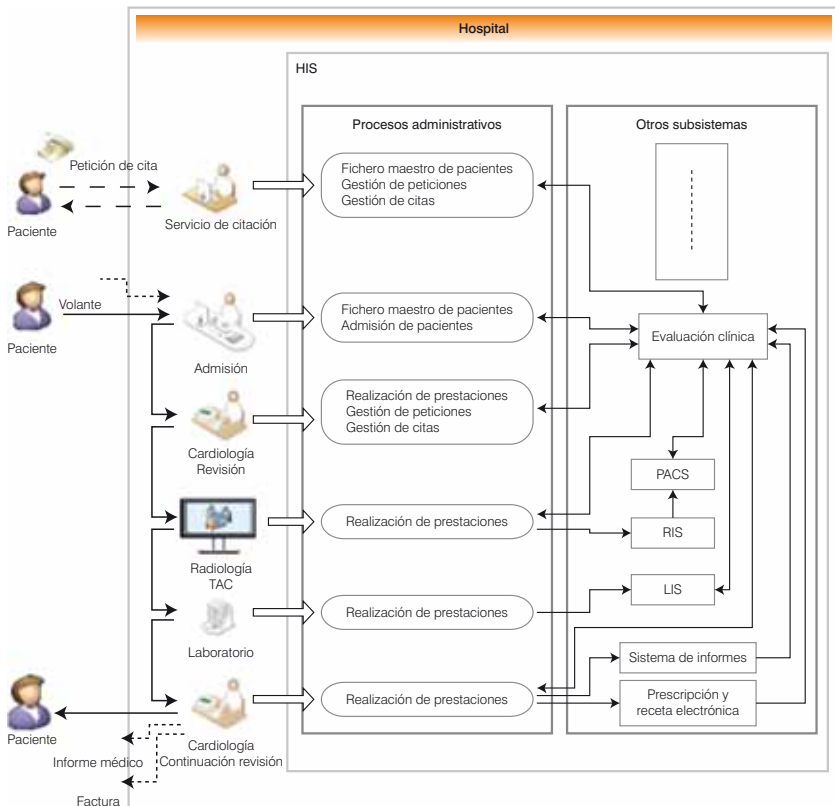 Hospital
HIS
Procesos administrativos
Otros subsistemas
Petición de cita
Paciente
Servicio de citación
Fichero maestro de pacientes
Gestión de peticiones
Gestión de citas
Volante
Paciente
Admisión
Fichero maestro de pacientes
Admisión de pacientes
Evaluación clínica
Cardiología
Revisión
Realización de prestaciones
Gestión de peticiones
Gestión de citas
PACS
Radiología
TAC
Realización de prestaciones
RIS
Laboratorio
Realización de prestaciones
LIS
Sistema de informes
Paciente
Cardiología
Continuación revisión
Realización de prestaciones
Prescripción y
receta electrónica
Informe médico
Factura